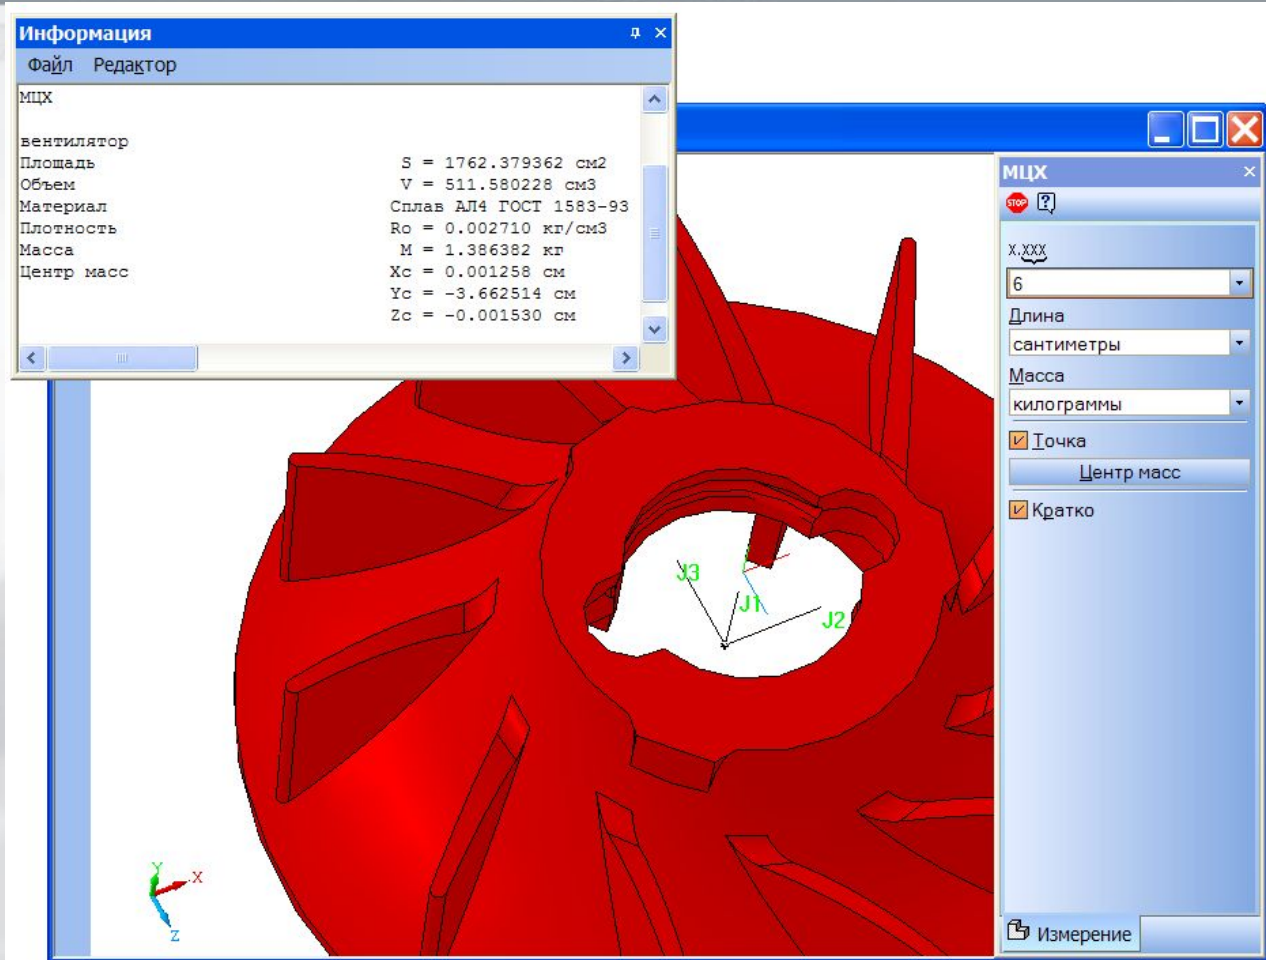 Информация
Файл Редактор
МЦХ
вентилятор
Площадь S = 1762.379362 см2
Объем V = 511.580228 см3
Материал Сплав АЛ4 ГОСТ 1583-93
Плотность Ro = 0.002710 кг/см3
Масса M = 1.386382 кг
Центр масс Xc = 0.001258 см
Yc = -3.662514 см
Zc = -0.001530 см
МЦХ
STOP ?
x.xxx
6
Длина
сантиметры
Масса
килограммы
Точка
Центр масс
Кратко
J3
J1
J2
Y
X
Z
Измерение